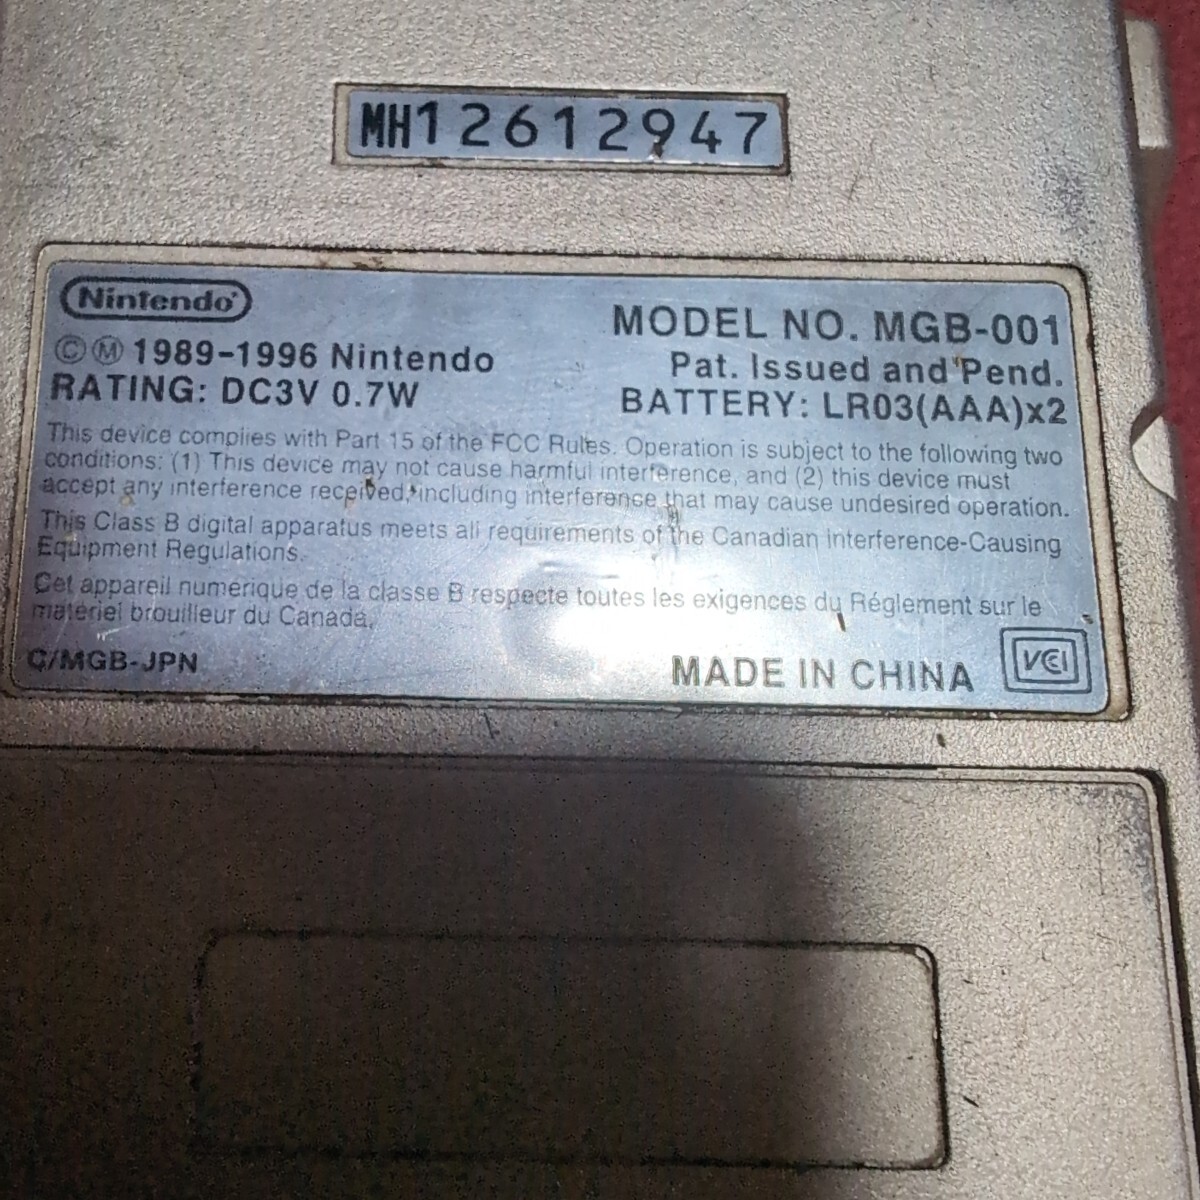 MH12612947
Nintendo
MODEL NO. MGB-001
©Ⓜ 1989-1996 Nintendo
Pat. Issued and Pend.
RATING: DC3V 0.7W
BATTERY: LR03(AAA)x2
This device complies with Part 15 of the FCC Rules. Operation is subject to the following two
conditions: (1) This device may not cause harmful interference, and (2) this device must
accept any interference received, including interference that may cause undesired operation.
This Class B digital apparatus meets all requirements of the Canadian Interference-Causing
Equipment Regulations.
Cet appareil numérique de la classe B respecte toutes les exigences du Réglement sur le
matériel brouilleur du Canada.
C/MGB-JPN
MADE IN CHINA
VCI